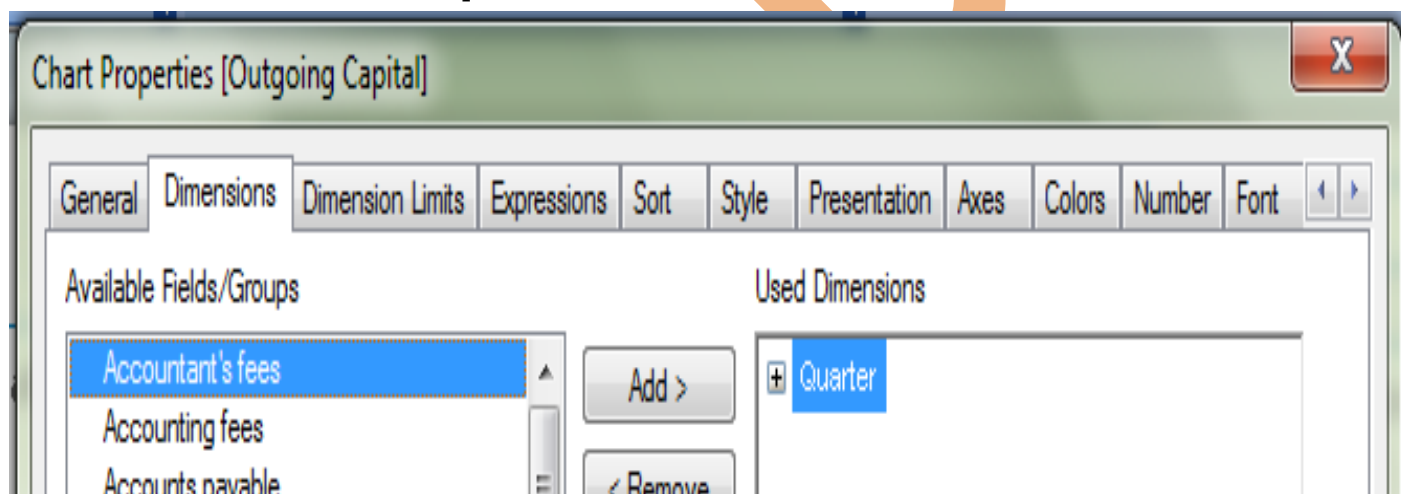 Chart Properties [Outgoing Capital]
X
General Dimensions Dimension Limits Expressions Sort Style Presentation Axes Colors Number Font
Available Fields/Groups Used Dimensions
Accountant's fees Add > Quarter
Accounting fees
Accounts payable < Remove